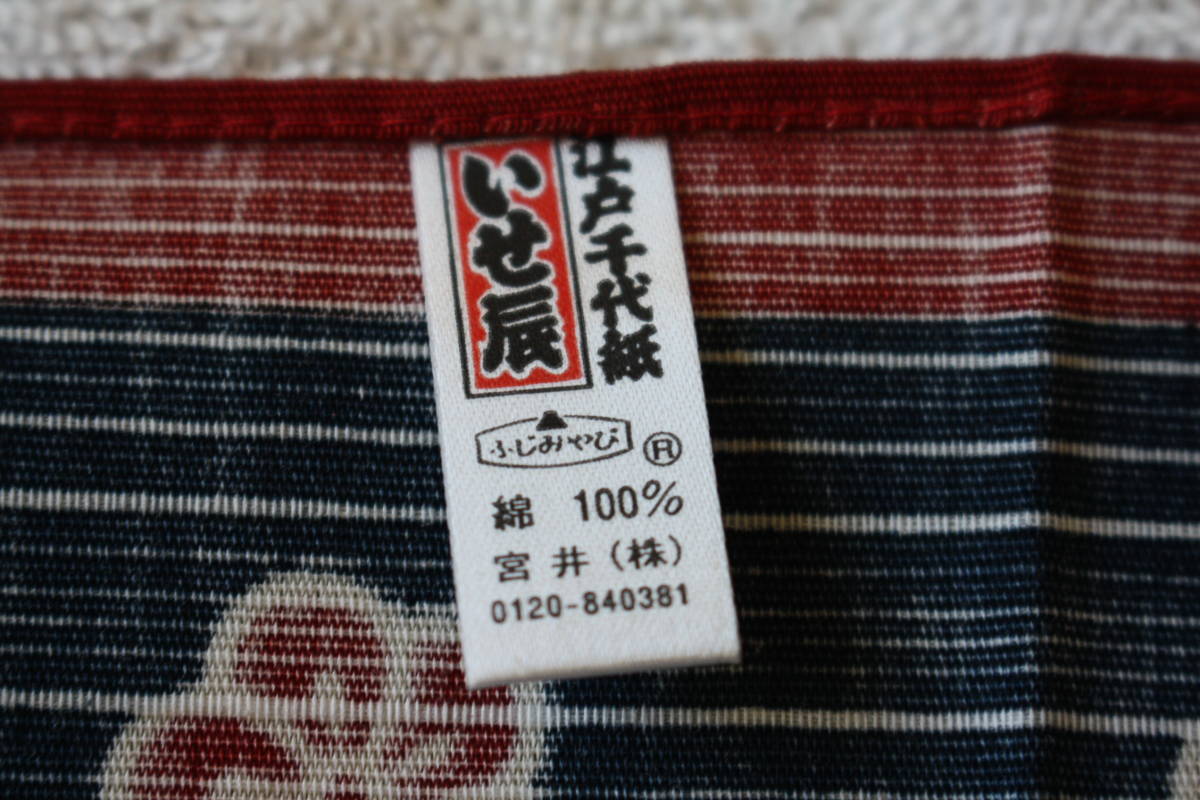 江戸千代紙
いせ辰
ふじみやび Ⓡ
綿 100%
宮井(株)
0120-840381